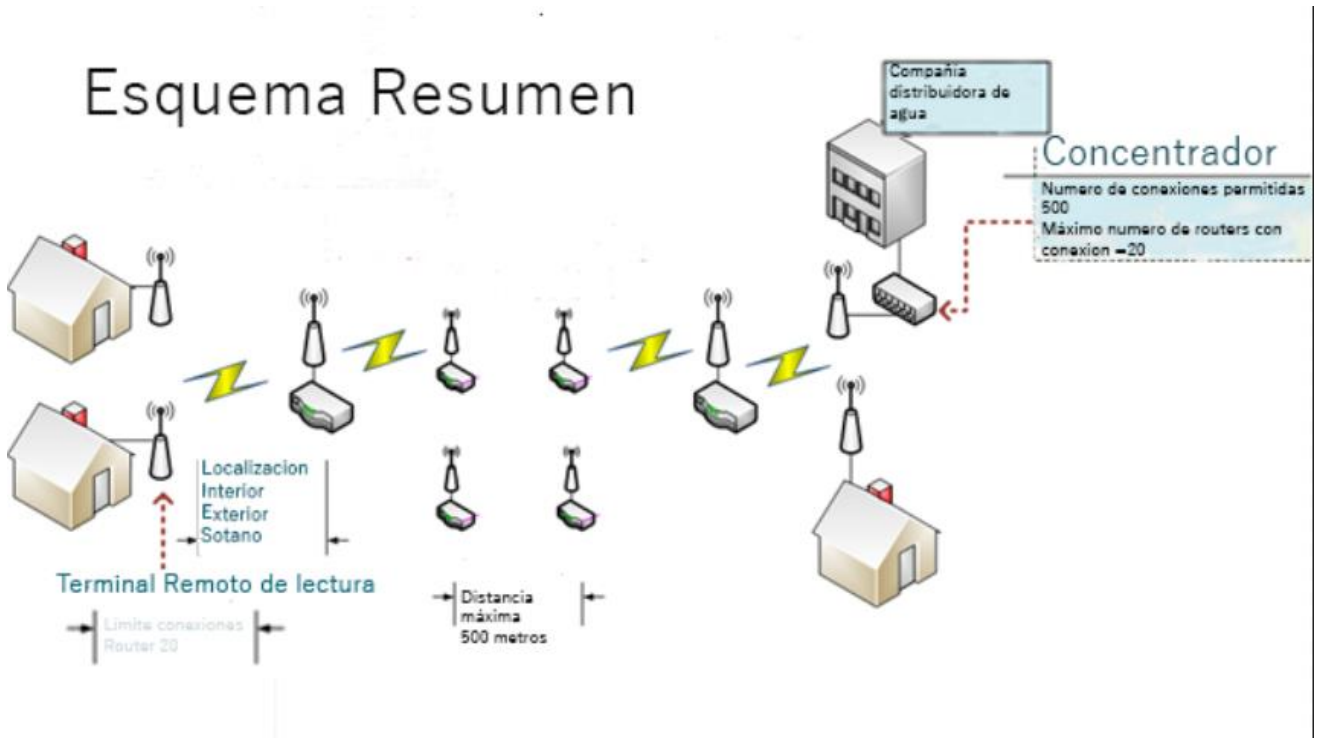 Esquema Resumen
Compañia
distribuidora de
agua
Concentrador
Numero de conexiones permitidas
500
Máximo numero de routers con
conexion =20
Localizacion
Interior
Exterior
Sotano
Terminal Remoto de lectura
Limite conexiones
Router 20
Distancia
máxima
500 metros